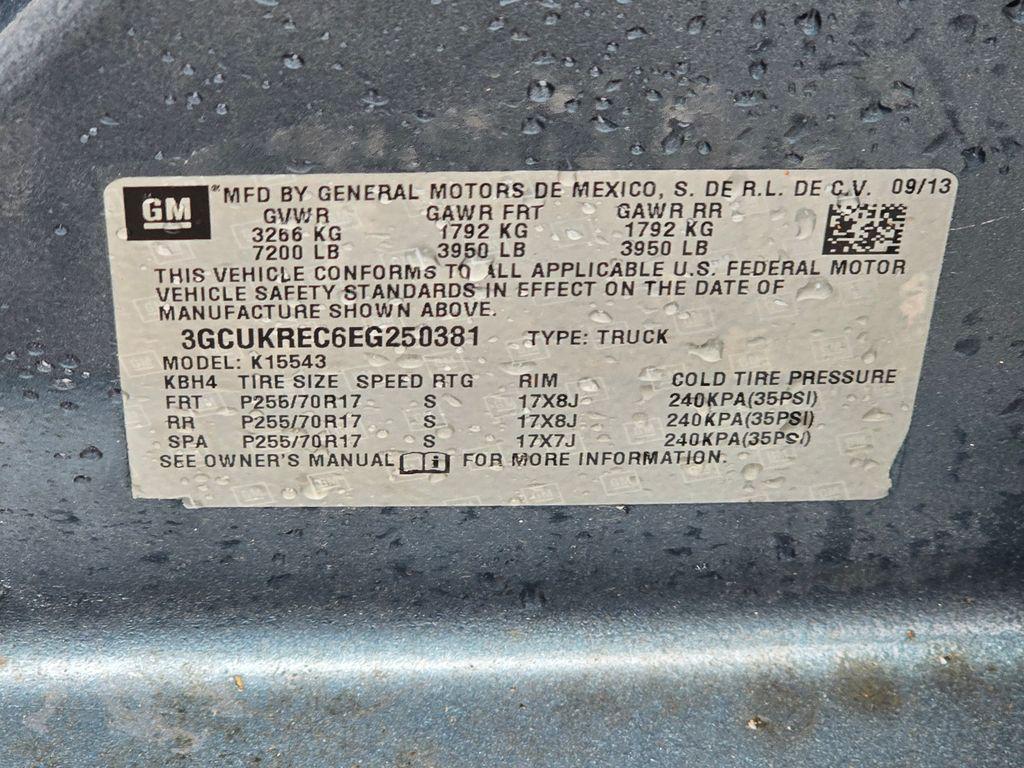 GM MFD BY GENERAL MOTORS DE MEXICO, S. DE R.L. DE C.V. 09/13
GVWR GAWR FRT GAWR RR
3266 KG 1792 KG 1792 KG
7200 LB 3950 LB 3950 LB
THIS VEHICLE CONFORMS TO ALL APPLICABLE U.S. FEDERAL MOTOR
VEHICLE SAFETY STANDARDS IN EFFECT ON THE DATE OF
MANUFACTURE SHOWN ABOVE.
3GCUKREC6EG250381 TYPE: TRUCK
MODEL: K15543
KBH4 TIRE SIZE SPEED RTG RIM COLD TIRE PRESSURE
FRT P255/70R17 S 17X8J 240KPA(35PSI)
RR P255/70R17 S 17X8J 240KPA(35PSI)
SPA P255/70R17 S 17X7J 240KPA(35PSI)
SEE OWNER'S MANUAL FOR MORE INFORMATION.